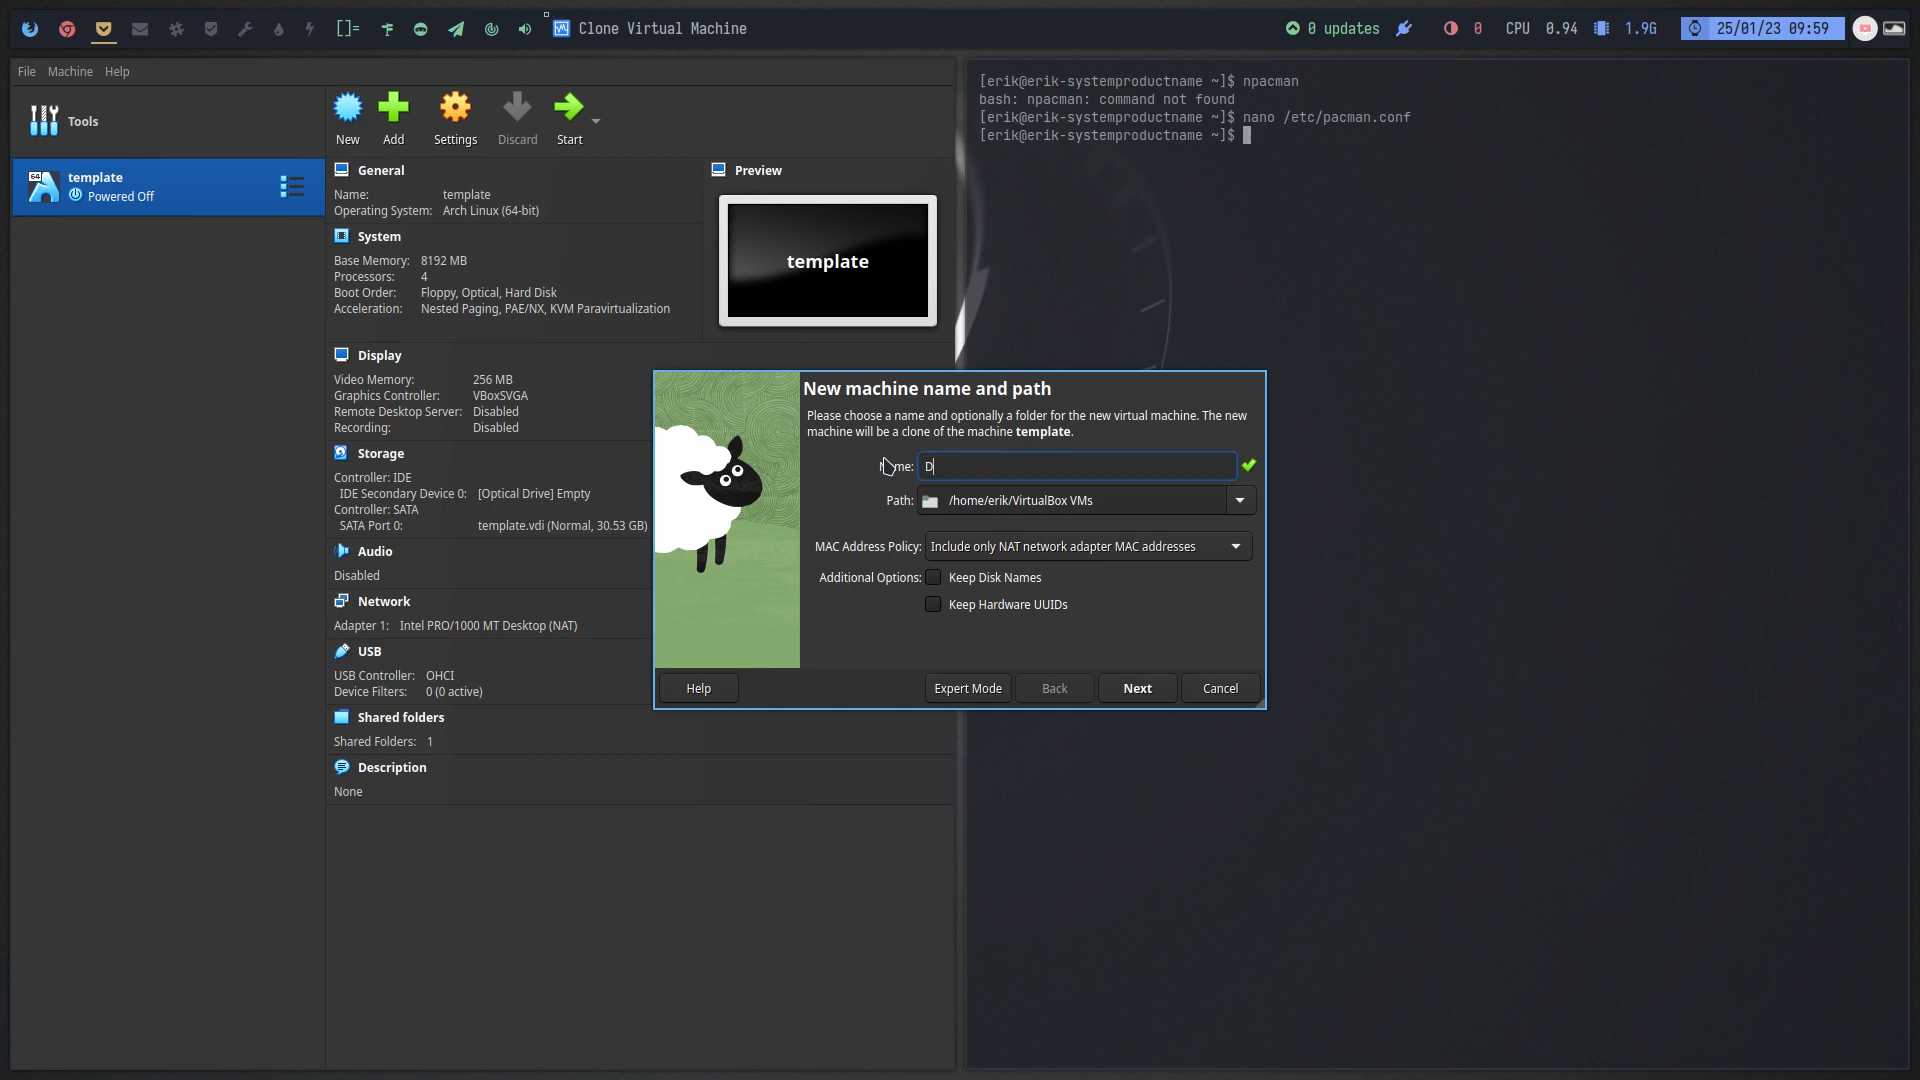 []=
Clone Virtual Machine
0 updates
0
CPU 0.94
1.9G
25/01/23 09:59
File Machine Help
Tools
New Add Settings Discard Start
64
template
Powered Off
General
Name: template
Operating System: Arch Linux (64-bit)
System
Base Memory: 8192 MB
Processors: 4
Boot Order: Floppy, Optical, Hard Disk
Acceleration: Nested Paging, PAE/NX, KVM Paravirtualization
Preview
template
Display
Video Memory: 256 MB
Graphics Controller: VBoxSVGA
Remote Desktop Server: Disabled
Recording: Disabled
Storage
Controller: IDE
IDE Secondary Device 0: [Optical Drive] Empty
Controller: SATA
SATA Port 0: template.vdi (Normal, 30.53 GB)
Audio
Disabled
Network
Adapter 1: Intel PRO/1000 MT Desktop (NAT)
USB
USB Controller: OHCI
Device Filters: 0 (0 active)
Shared folders
Shared Folders: 1
Description
None
New machine name and path
Please choose a name and optionally a folder for the new virtual machine. The new
machine will be a clone of the machine template.
Name: D
Path: /home/erik/VirtualBox VMs
MAC Address Policy: Include only NAT network adapter MAC addresses
Additional Options: Keep Disk Names
Keep Hardware UUIDs
Help Expert Mode Back Next Cancel
[erik@erik-systemproductname ~]$ npacman
bash: npacman: command not found
[erik@erik-systemproductname ~]$ nano /etc/pacman.conf
[erik@erik-systemproductname ~]$